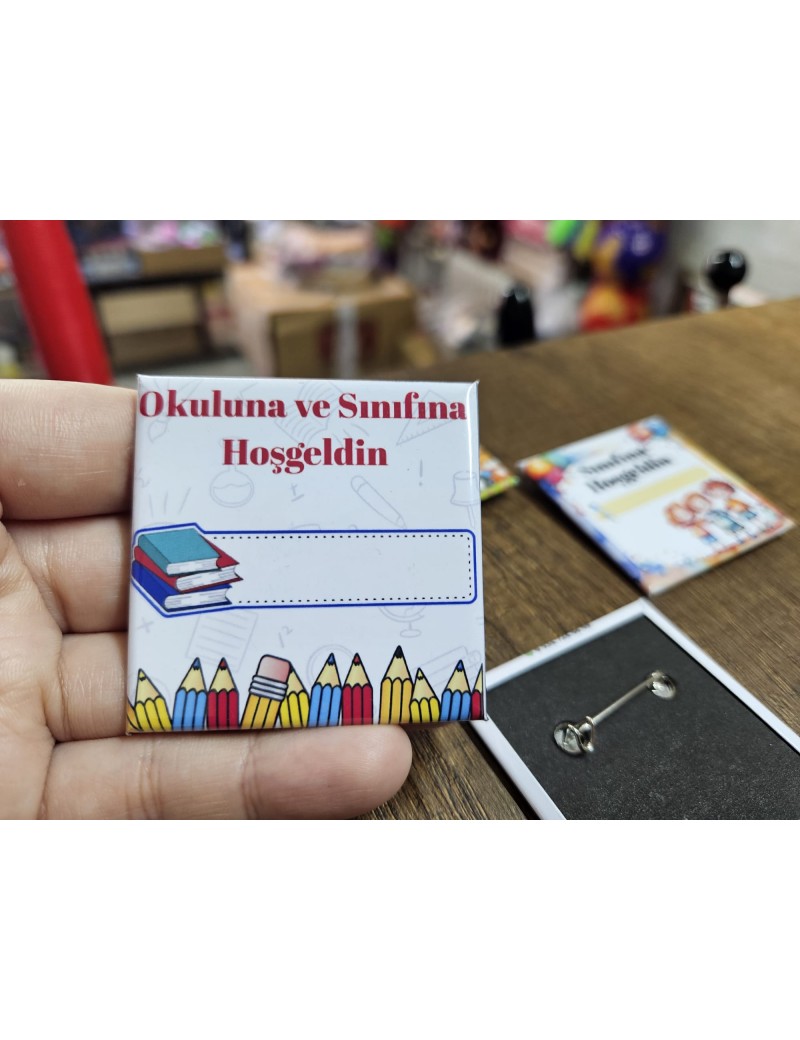 Okuluna ve Sınıfına
Hoşgeldin
Sınıfına
Hoşgeldin